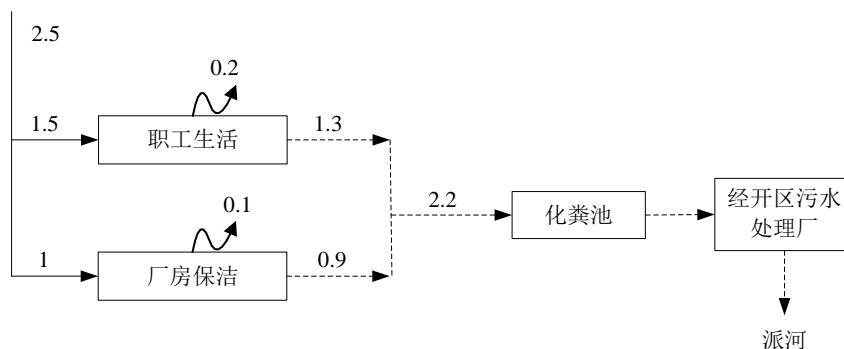 2.5
0.2
1.5
职工生活
1.3
0.1
1
厂房保洁
0.9
2.2
化粪池
经开区污水
处理厂
派河